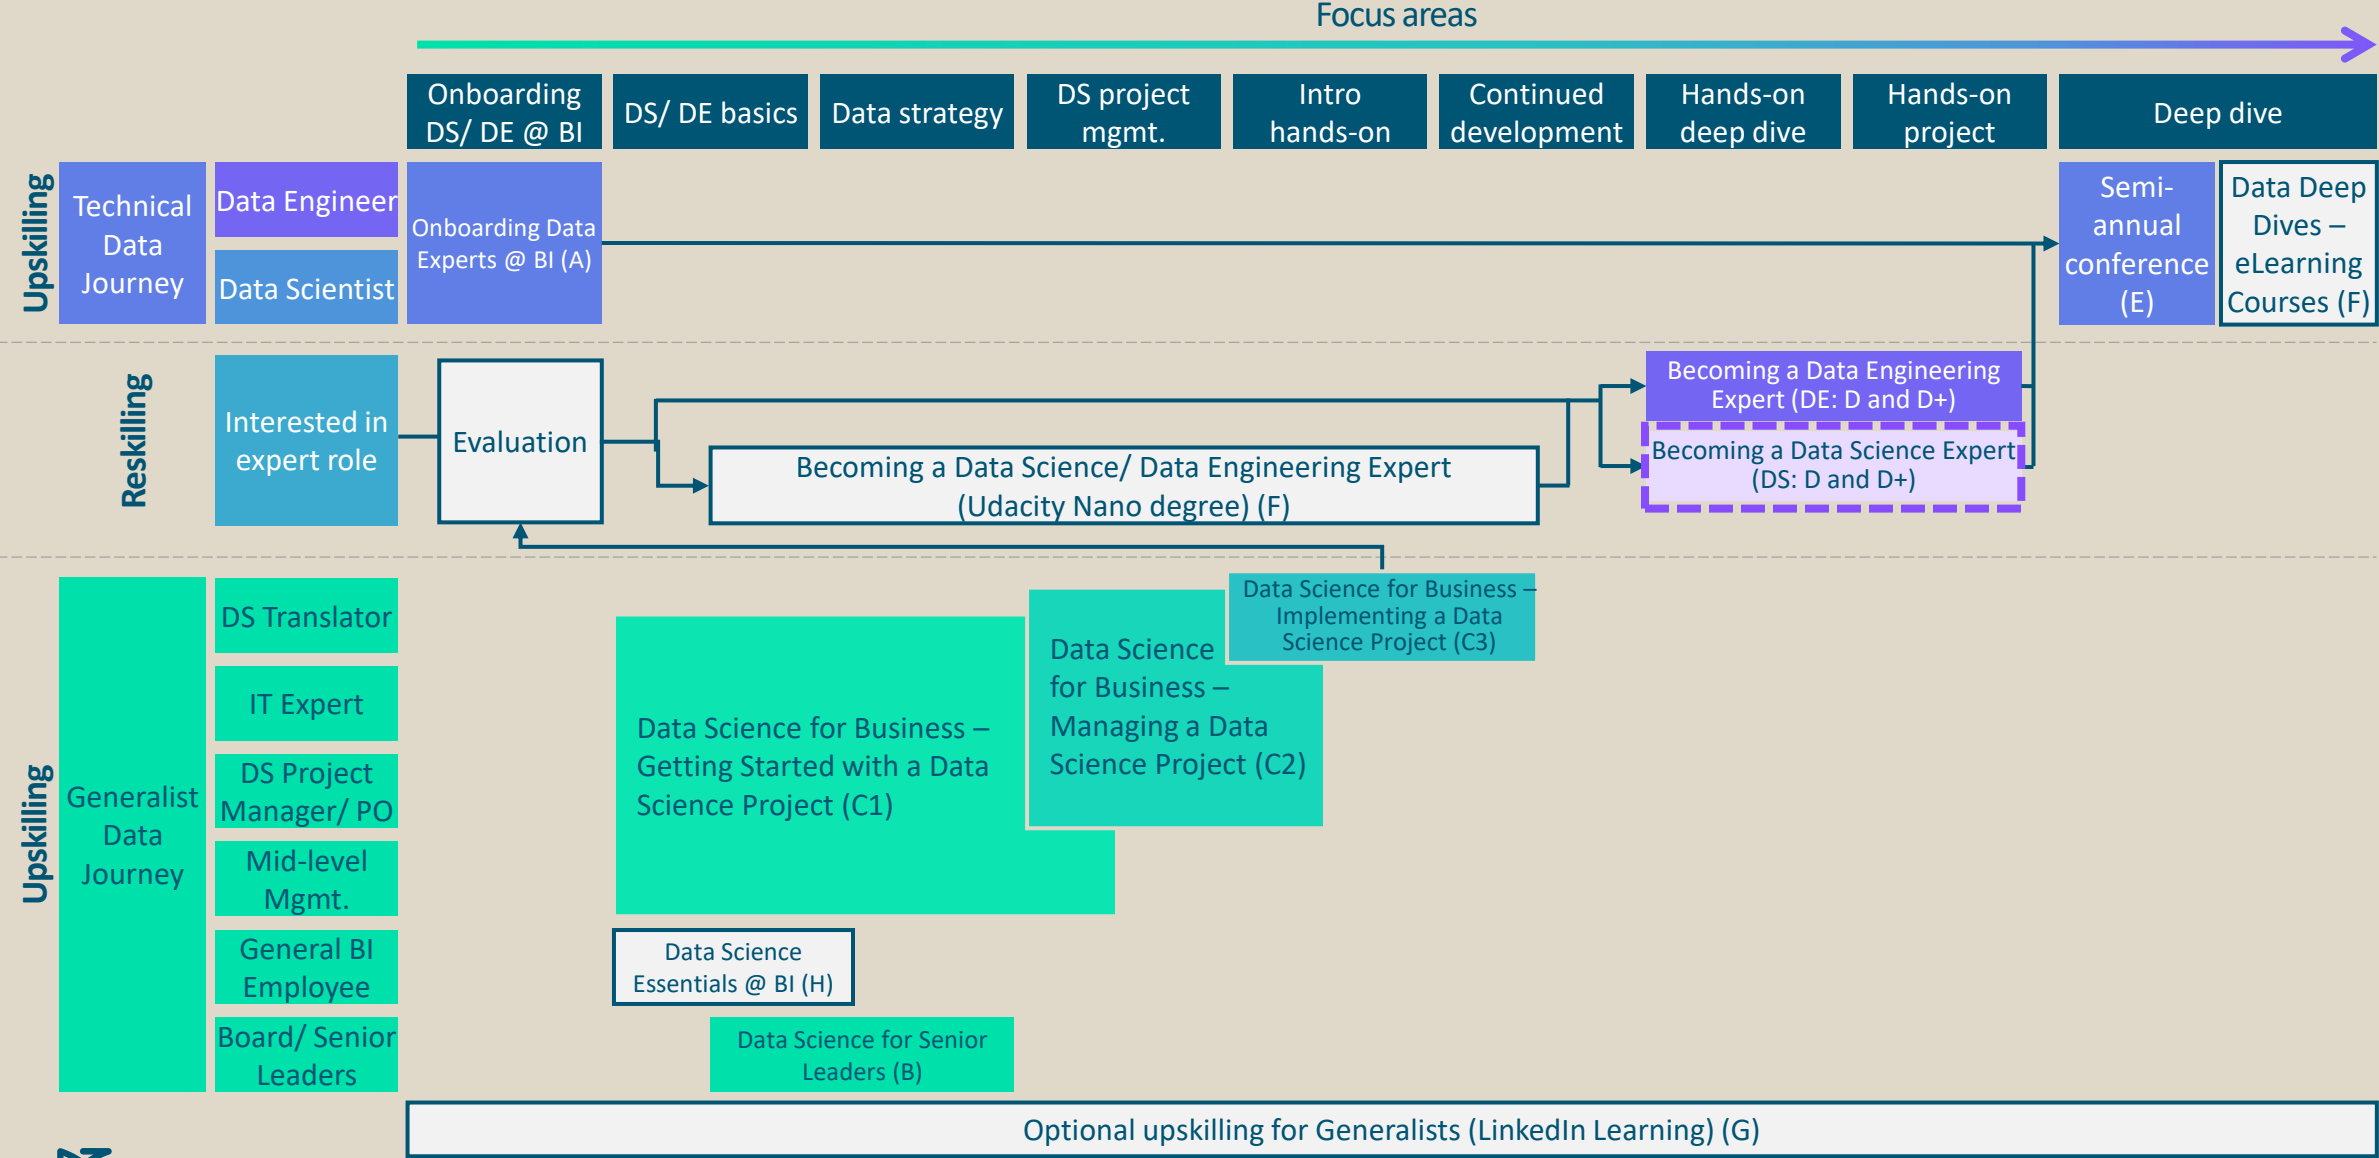 Focus areas
Onboarding
DS/ DE @ BI
DS/ DE basics
Data strategy
DS project
mgmt.
Intro
hands-on
Continued
development
Hands-on
deep dive
Hands-on
project
Deep dive
Upskilling
Technical
Data
Journey
Data Engineer
Data Scientist
Onboarding Data
Experts @ BI (A)
Semi-
annual
conference
(E)
Data Deep
Dives –
eLearning
Courses (F)
Reskilling
Interested in
expert role
Evaluation
Becoming a Data Science/ Data Engineering Expert
(Udacity Nano degree) (F)
Becoming a Data Engineering
Expert (DE: D and D+)
Becoming a Data Science Expert
(DS: D and D+)
Upskilling
Generalist
Data
Journey
DS Translator
IT Expert
DS Project
Manager/ PO
Mid-level
Mgmt.
General BI
Employee
Board/ Senior
Leaders
Data Science for Business –
Getting Started with a Data
Science Project (C1)
Data Science
for Business –
Managing a Data
Science Project (C2)
Data Science for Business –
Implementing a Data
Science Project (C3)
Data Science
Essentials @ BI (H)
Data Science for Senior
Leaders (B)
Optional upskilling for Generalists (LinkedIn Learning) (G)